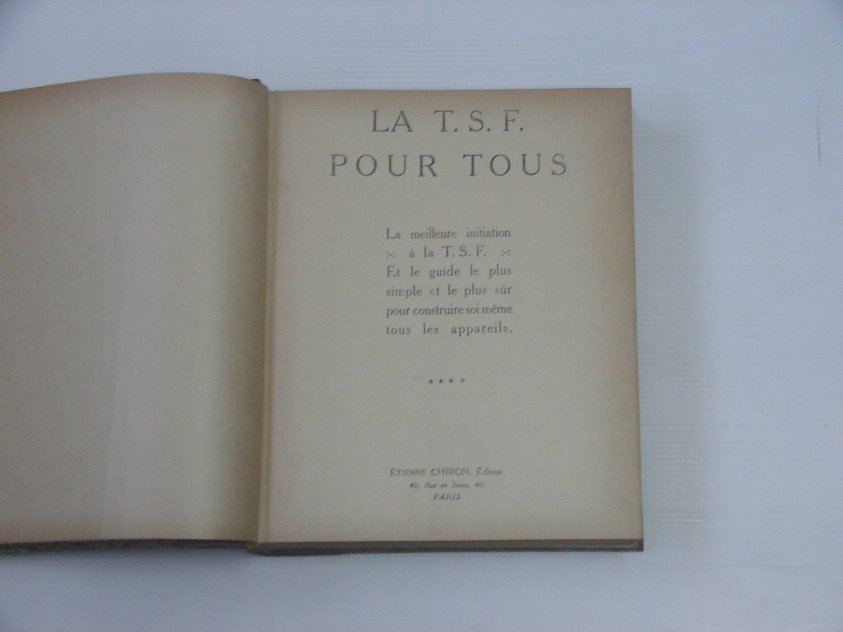 LA T. S. F.
POUR TOUS
La meilleure initiation
à la T. S. F.
Et le guide le plus
simple et le plus sûr
pour construire soi même
tous les appareils.
****
ÉTIENNE CHIRON, Éditeur
40, Rue de Seine, 40
PARIS